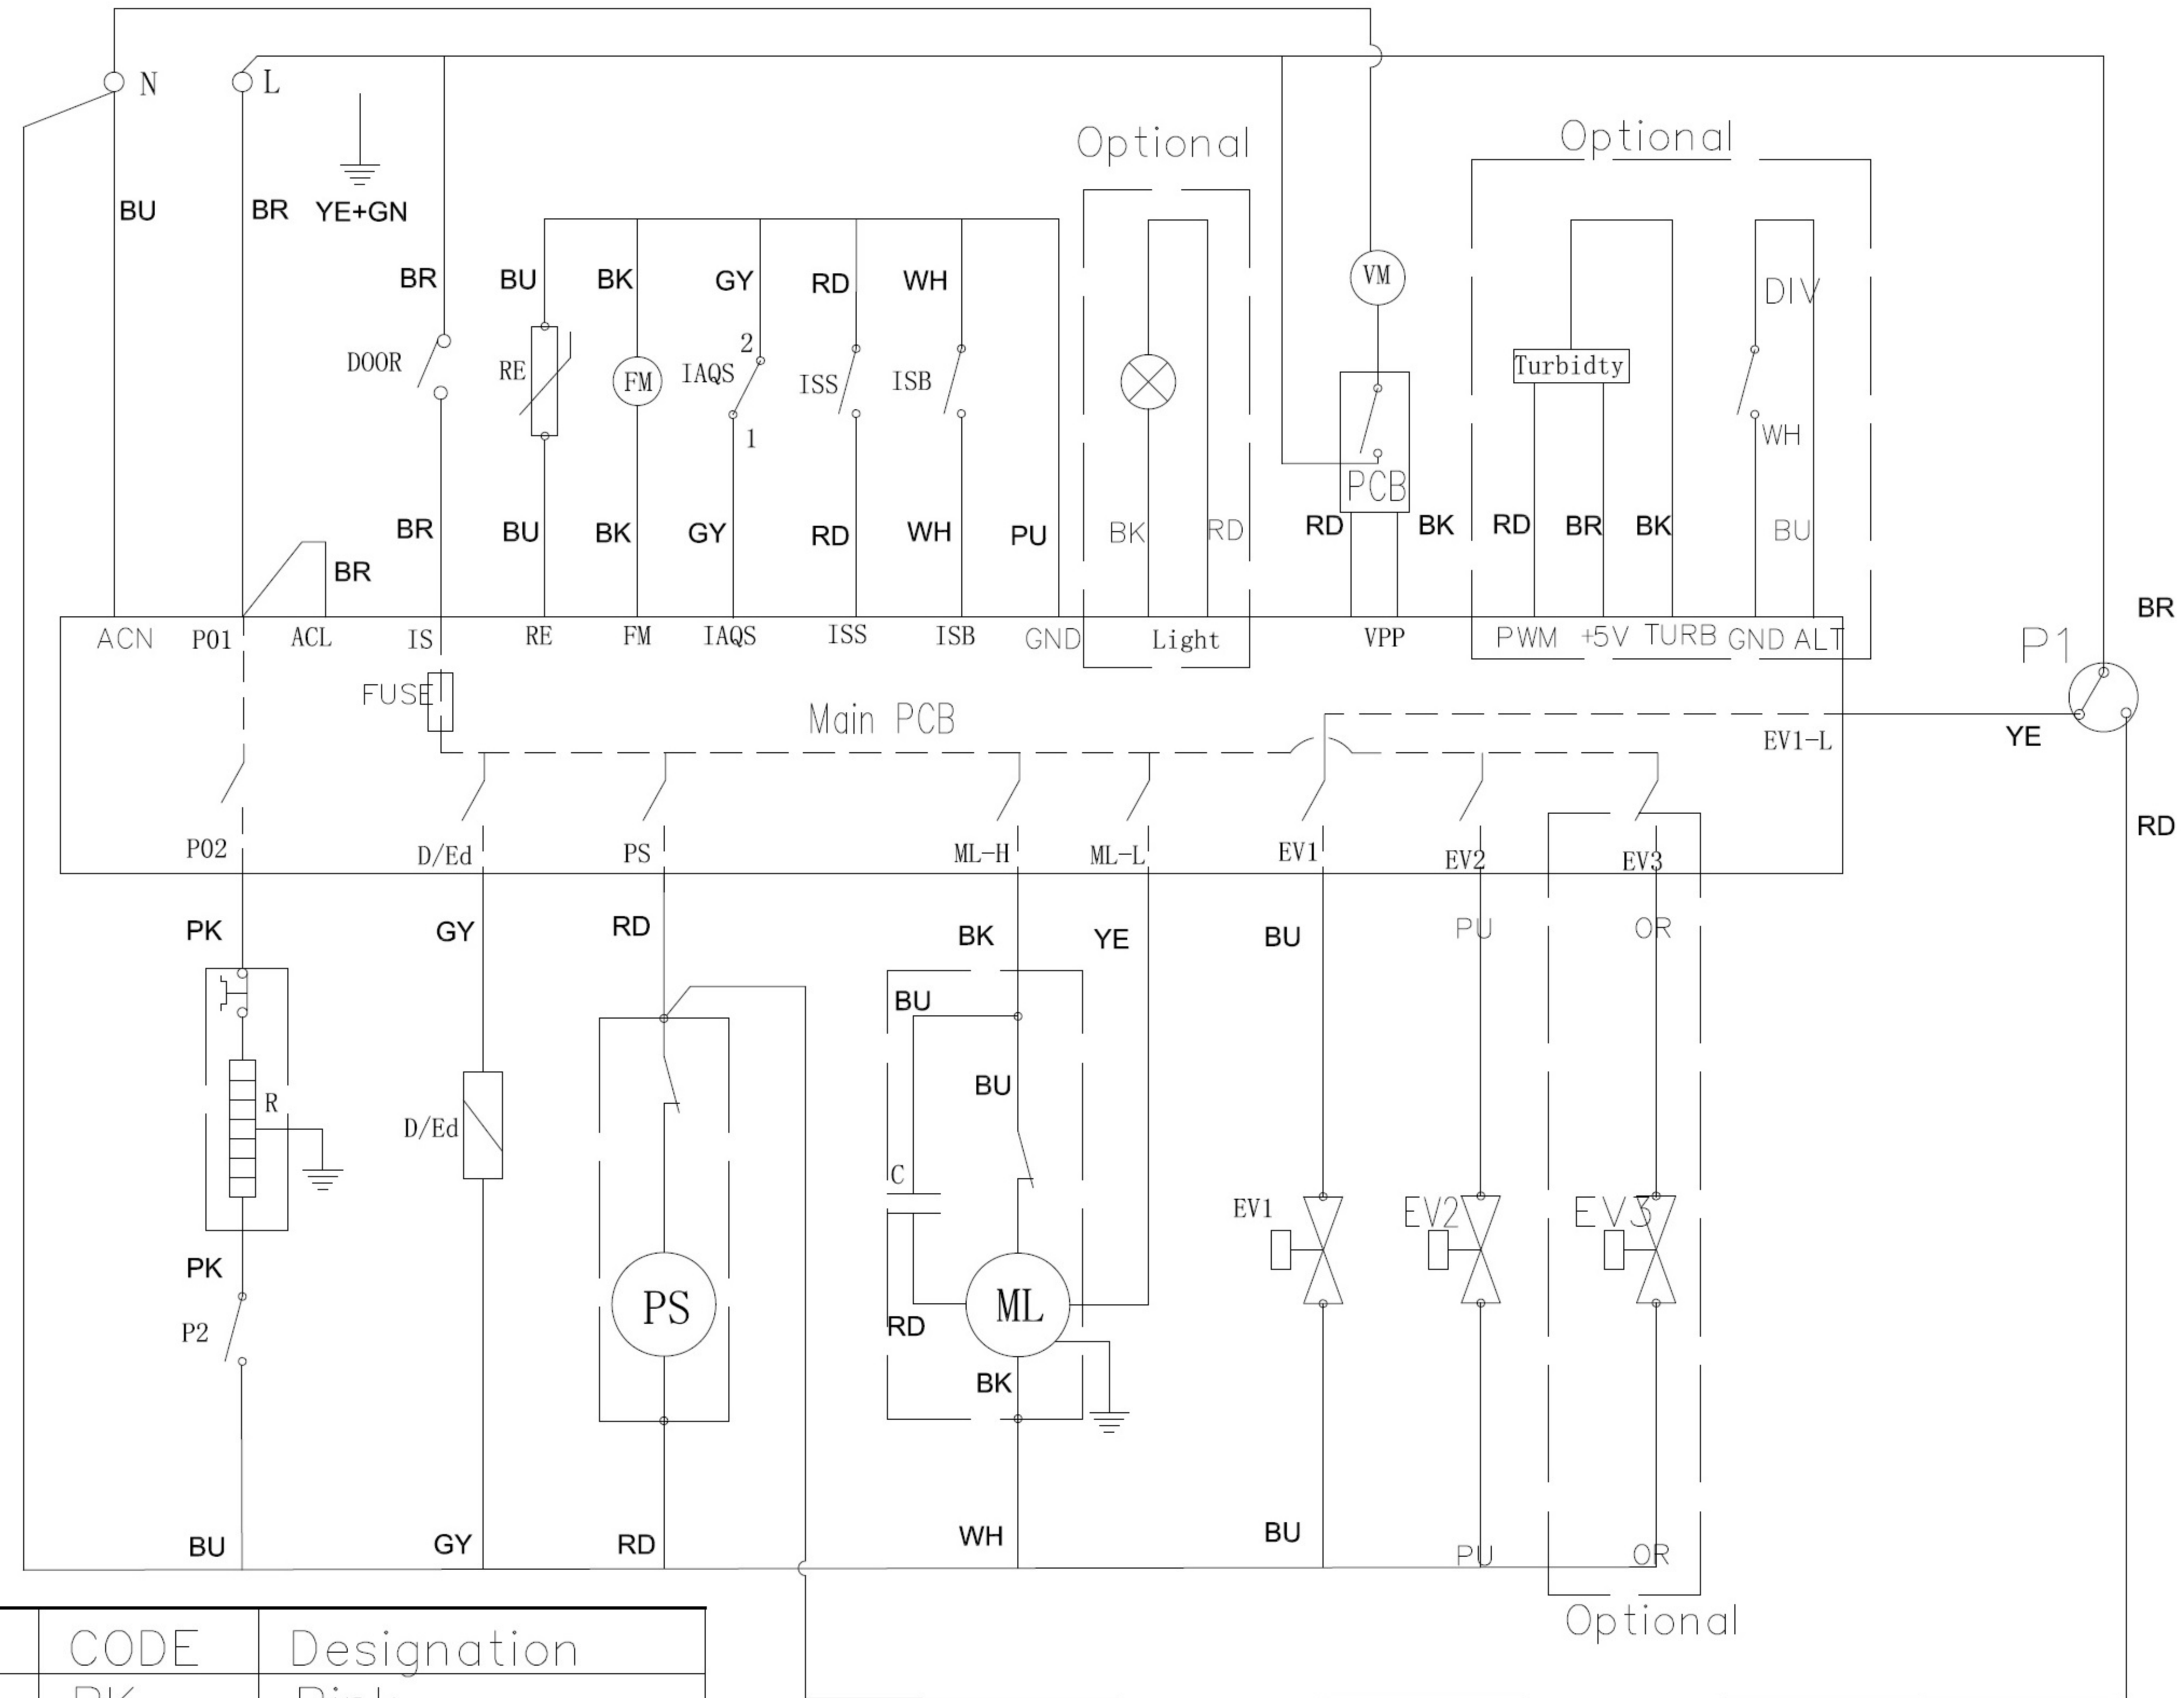 N
L
Optional
Optional
BU
BR
YE+GN
BR
BU
BK
GY
RD
WH
VM
DIV
DOOR
RE
FM
IAQS
2
1
ISS
ISB
Turbidty
WH
PCB
BR
BR
BU
BK
GY
RD
WH
PU
BK
RD
RD
BK
RD
BR
BK
BU
BR
ACN
P01
ACL
IS
RE
FM
IAQS
ISS
ISB
GND
Light
VPP
PWM
+5V
TURB
GND
ALT
P1
FUSE
Main PCB
EV1-L
YE
RD
P02
D/Ed
PS
ML-H
ML-L
EV1
EV2
EV3
PK
GY
RD
BK
YE
BU
PU
OR
BU
BU
R
D/Ed
C
EV1
EV2
EV3
PK
P2
PS
ML
RD
BK
BU
GY
RD
WH
BU
PU
OR
Optional
CODE
Designation
PK
Pink